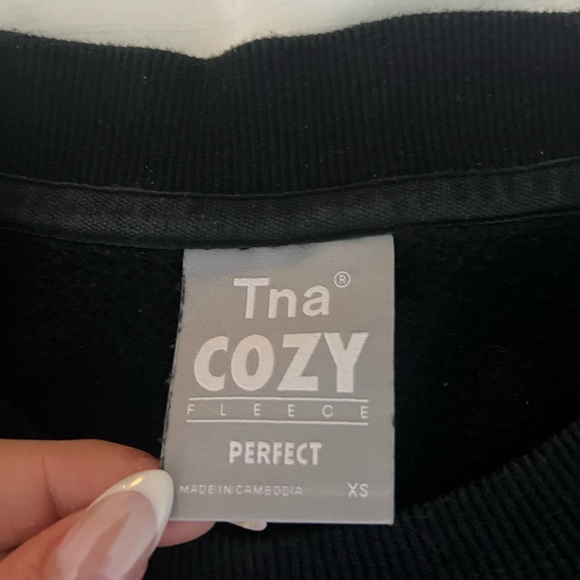 Tna®
COZY
FLEECE
PERFECT
MADE IN CAMBODIA XS